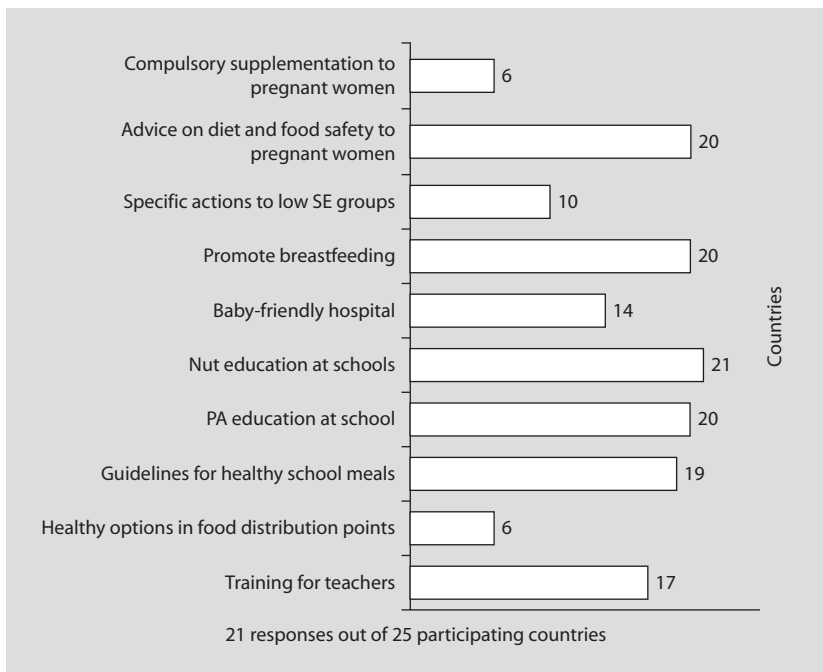 Compulsory supplementation to
pregnant women
6
Advice on diet and food safety to
pregnant women
20
Specific actions to low SE groups
10
Promote breastfeeding
20
Baby-friendly hospital
14
Nut education at schools
21
PA education at school
20
Guidelines for healthy school meals
19
Healthy options in food distribution points
6
Training for teachers
17
Countries
21 responses out of 25 participating countries